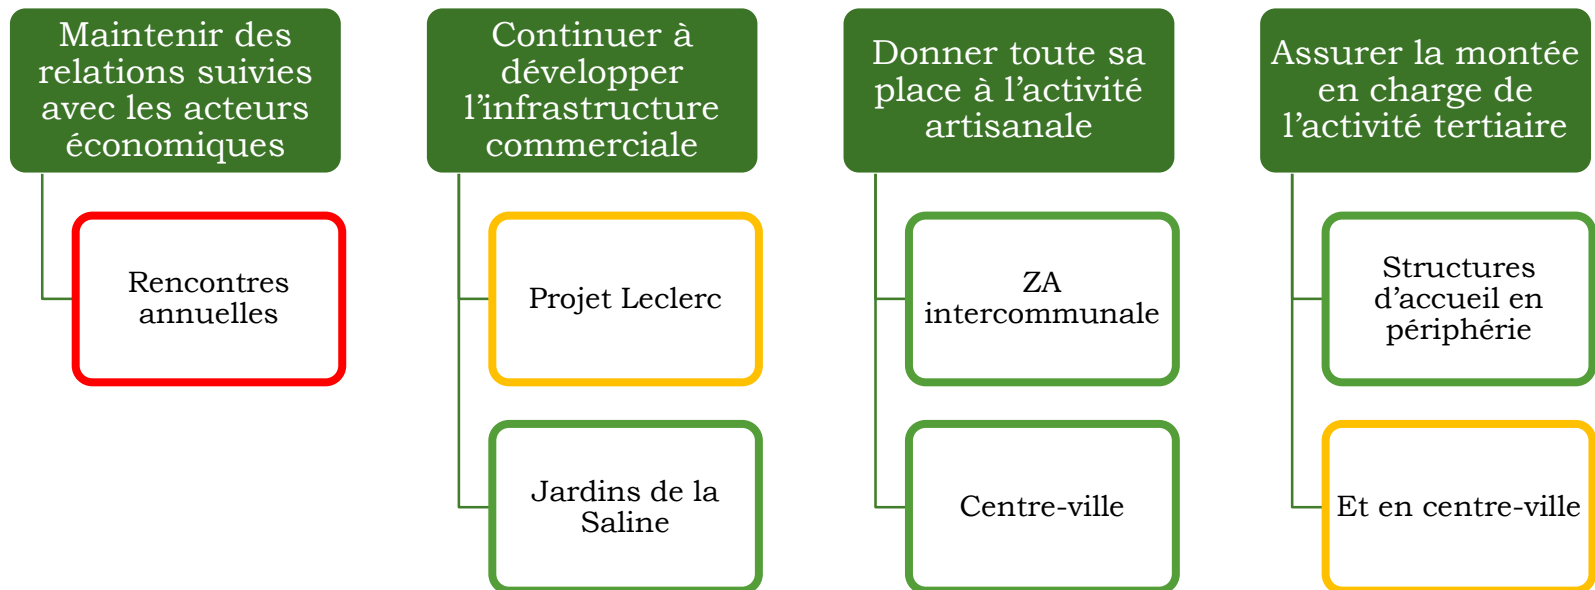 Maintenir des
relations suivies
avec les acteurs
économiques
Rencontres
annuelles
Continuer à
développer
l'infrastructure
commerciale
Projet Leclerc
Jardins de la
Saline
Donner toute sa
place à l'activité
artisanale
ZA
intercommunale
Centre-ville
Assurer la montée
en charge de
l'activité tertiaire
Structures
d'accueil en
périphérie
Et en centre-ville